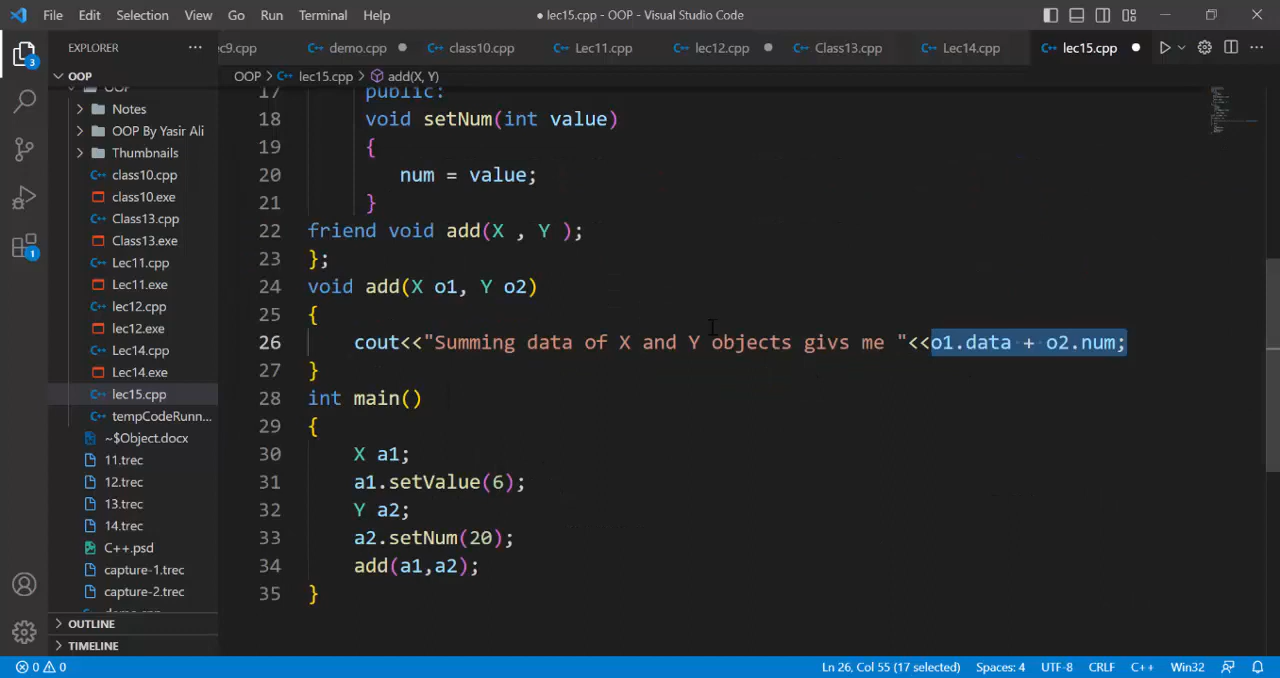 File Edit Selection View Go Run Terminal Help
● lec15.cpp - OOP - Visual Studio Code
EXPLORER
ec9.cpp demo.cpp class10.cpp Lec11.cpp lec12.cpp Class13.cpp Lec14.cpp lec15.cpp
OOP
OOP > lec15.cpp > add(X, Y)
Notes
OOP By Yasir Ali
Thumbnails
class10.cpp
class10.exe
Class13.cpp
Class13.exe
Lec11.cpp
Lec11.exe
lec12.cpp
lec12.exe
Lec14.cpp
Lec14.exe
lec15.cpp
tempCodeRunn...
~$Object.docx
11.trec
12.trec
13.trec
14.trec
C++.psd
capture-1.trec
capture-2.trec
demo.cpp
OUTLINE
TIMELINE
3
1
17 public:
18 void setNum(int value)
19 {
20 num = value;
21 }
22 friend void add(X , Y );
23 };
24 void add(X o1, Y o2)
25 {
26 cout<<"Summing data of X and Y objects givs me "<<o1.data + o2.num;
27 }
28 int main()
29 {
30 X a1;
31 a1.setValue(6);
32 Y a2;
33 a2.setNum(20);
34 add(a1,a2);
35 }
0 0 Ln 26, Col 55 (17 selected) Spaces: 4 UTF-8 CRLF C++ Win32